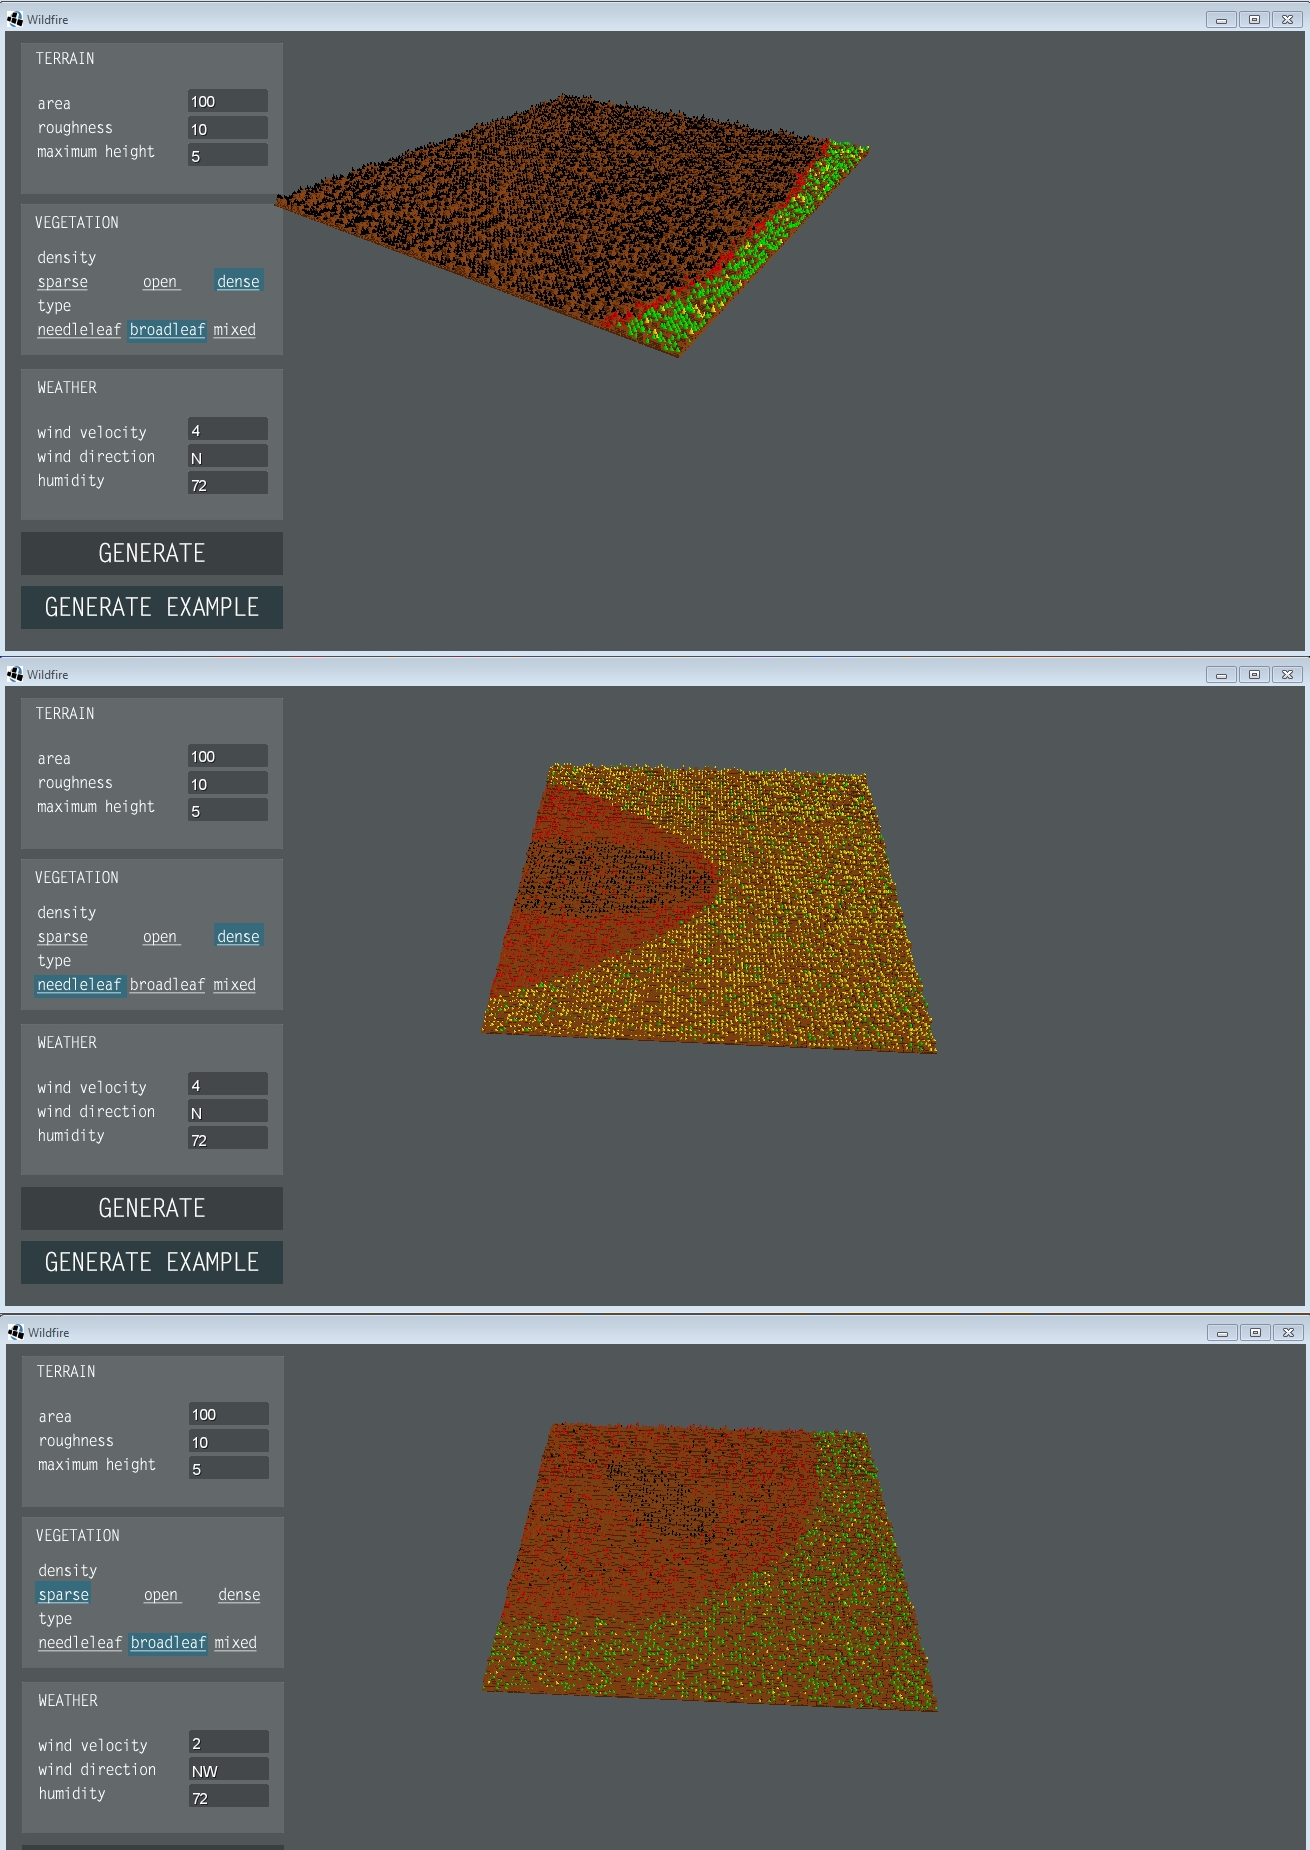 Wildfire
TERRAIN
area 100
roughness 10
maximum height 5
VEGETATION
density
sparse open dense
type
needleleaf broadleaf mixed
WEATHER
wind velocity 4
wind direction N
humidity 72
GENERATE
GENERATE EXAMPLE
Wildfire
TERRAIN
area 100
roughness 10
maximum height 5
VEGETATION
density
sparse open dense
type
needleleaf broadleaf mixed
WEATHER
wind velocity 4
wind direction N
humidity 72
GENERATE
GENERATE EXAMPLE
Wildfire
TERRAIN
area 100
roughness 10
maximum height 5
VEGETATION
density
sparse open dense
type
needleleaf broadleaf mixed
WEATHER
wind velocity 2
wind direction NW
humidity 72